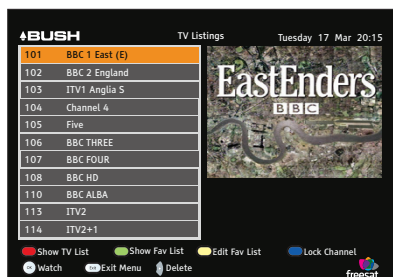 BUSH TV Listings Tuesday 17 Mar 20:15
101 BBC 1 East (E)
102 BBC 2 England
103 ITV1 Anglia S
104 Channel 4
105 Five
106 BBC THREE
107 BBC FOUR
108 BBC HD
110 BBC ALBA
113 ITV2
114 ITV2+1
EastEnders
BBC
Show TV List Show Fav List Edit Fav List Lock Channel
OK Watch Exit Exit Menu Delete
freesat